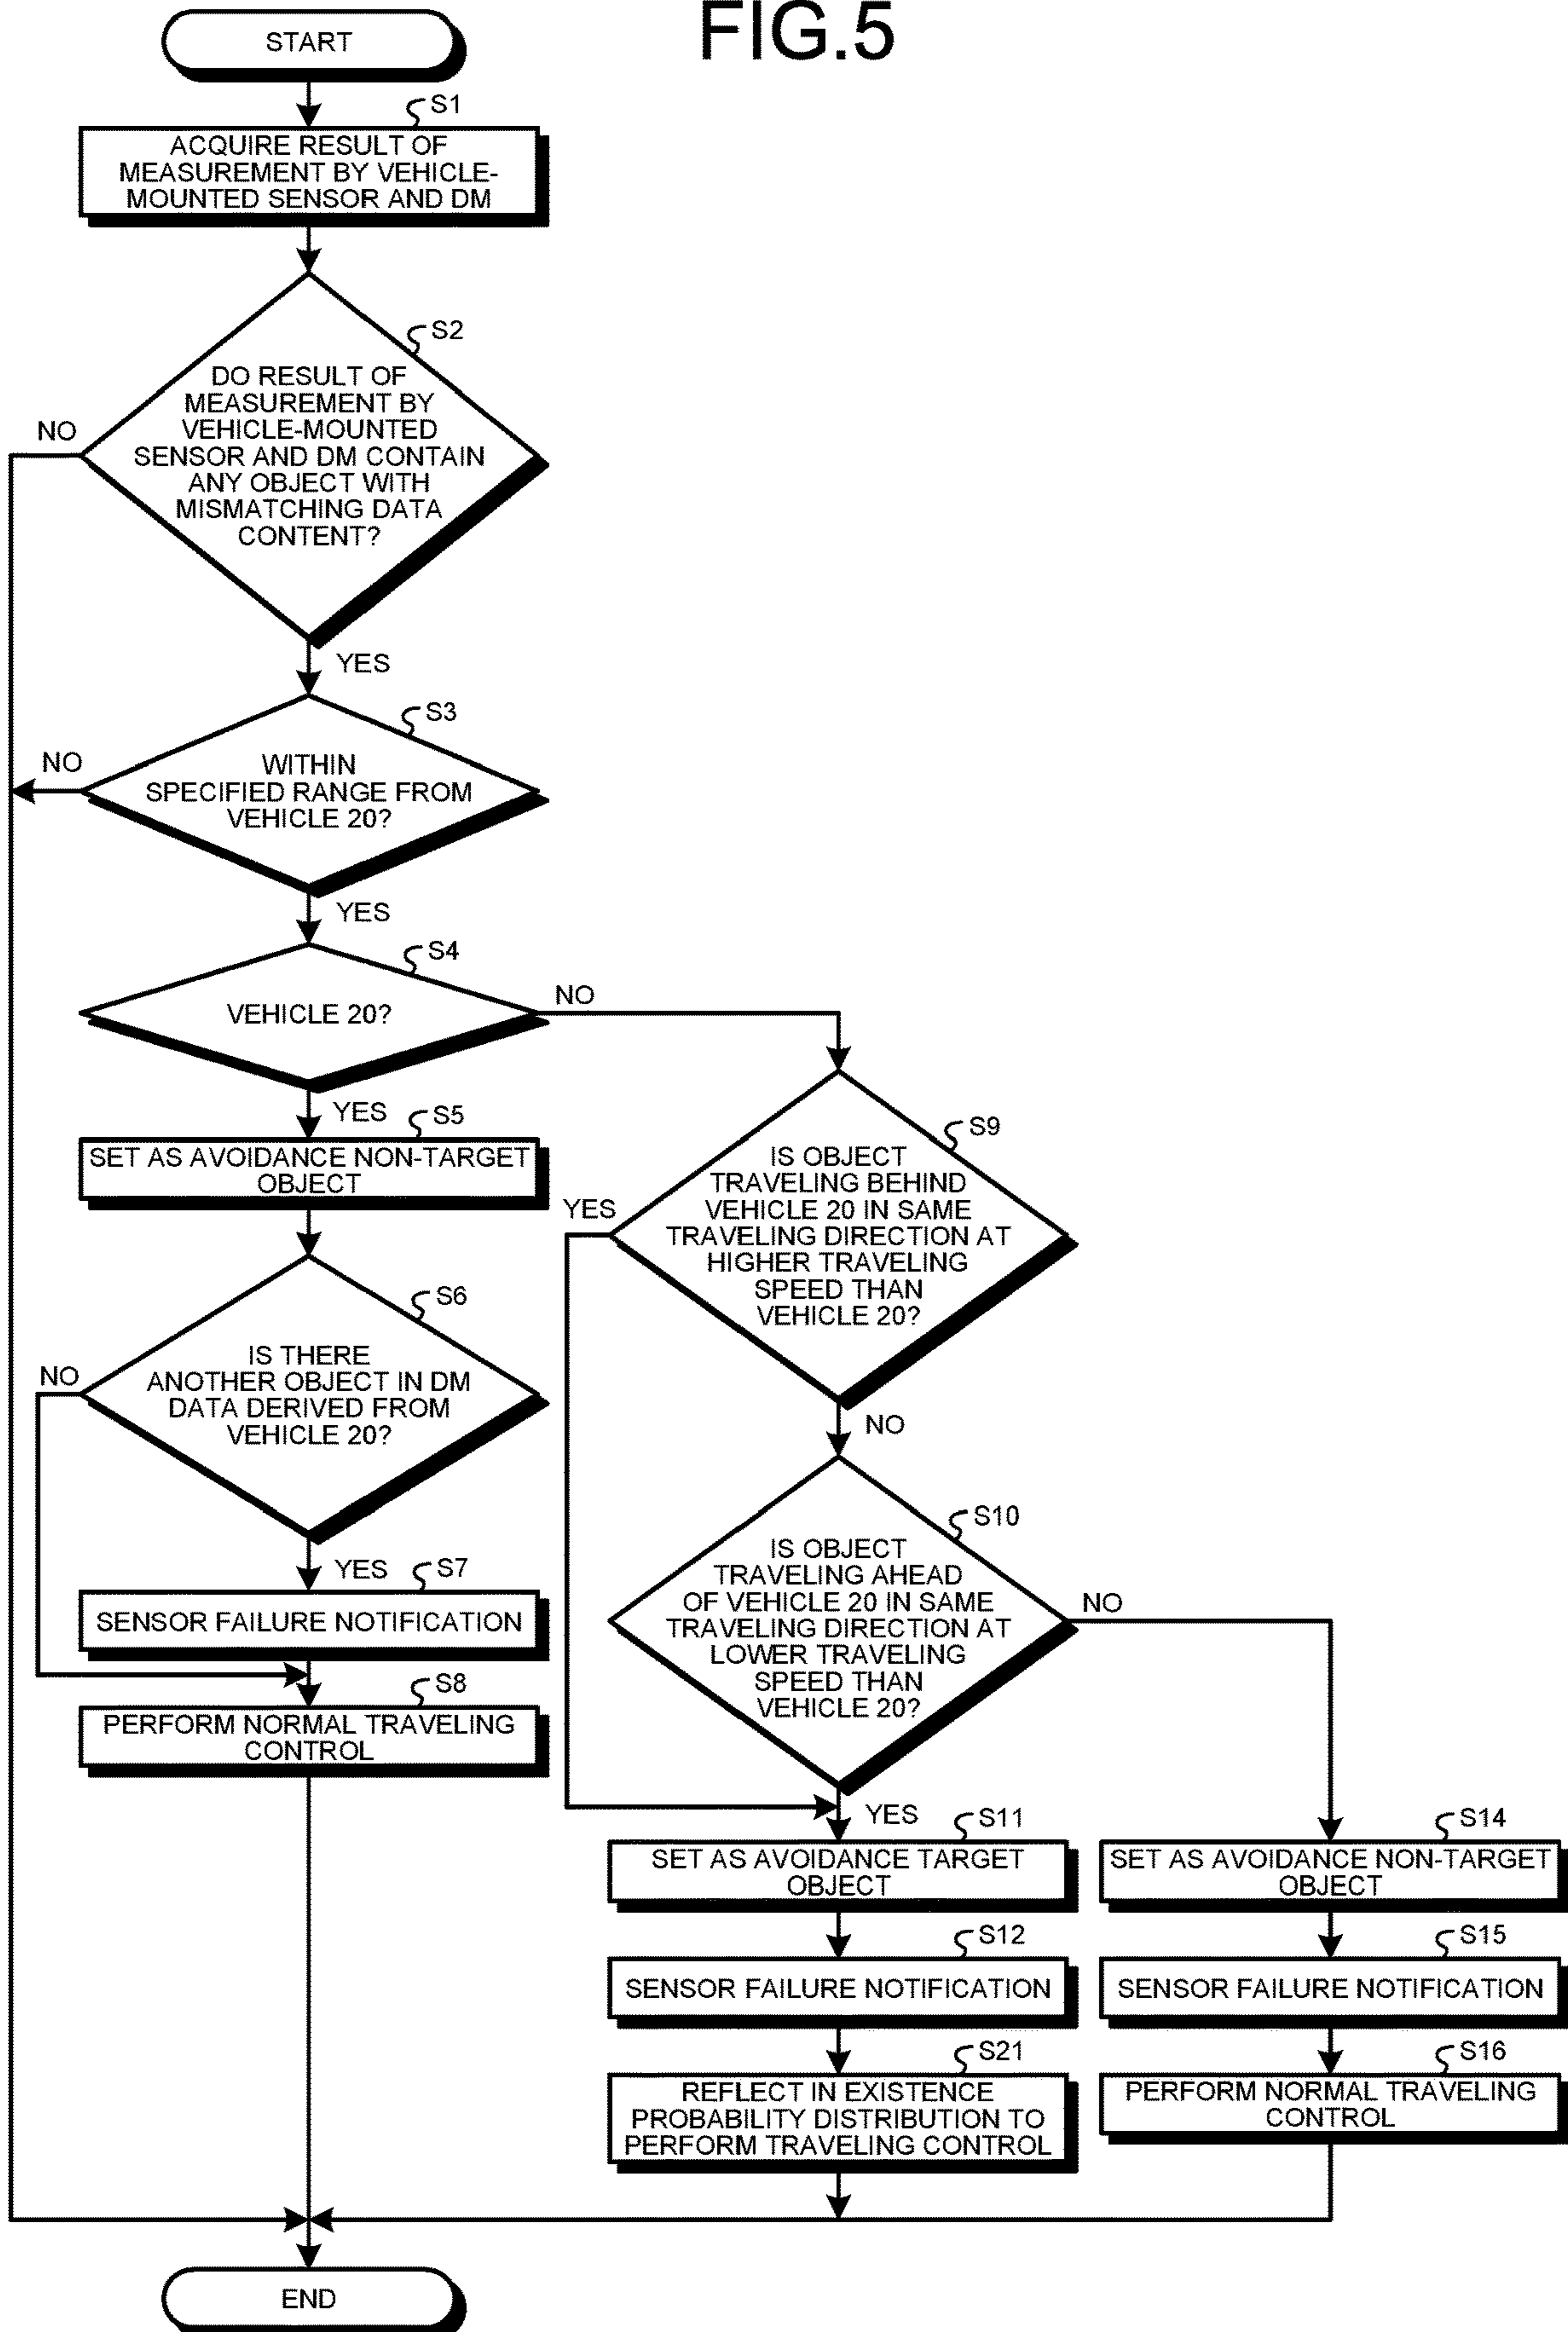 FIG.5
START
S1
ACQUIRE RESULT OF
MEASUREMENT BY VEHICLE-
MOUNTED SENSOR AND DM
S2
DO RESULT OF
MEASUREMENT BY
VEHICLE-MOUNTED
SENSOR AND DM CONTAIN
ANY OBJECT WITH
MISMATCHING DATA
CONTENT?
NO
YES
S3
WITHIN
SPECIFIED RANGE FROM
VEHICLE 20?
NO
YES
S4
VEHICLE 20?
NO
YES
S5
SET AS AVOIDANCE NON-TARGET
OBJECT
S6
IS THERE
ANOTHER OBJECT IN DM
DATA DERIVED FROM
VEHICLE 20?
NO
YES
S7
SENSOR FAILURE NOTIFICATION
S8
PERFORM NORMAL TRAVELING
CONTROL
S9
IS OBJECT
TRAVELING BEHIND
VEHICLE 20 IN SAME
TRAVELING DIRECTION AT
HIGHER TRAVELING
SPEED THAN
VEHICLE 20?
YES
NO
S10
IS OBJECT
TRAVELING AHEAD
OF VEHICLE 20 IN SAME
TRAVELING DIRECTION AT
LOWER TRAVELING
SPEED THAN
VEHICLE 20?
NO
YES
S11
SET AS AVOIDANCE TARGET
OBJECT
S12
SENSOR FAILURE NOTIFICATION
S21
REFLECT IN EXISTENCE
PROBABILITY DISTRIBUTION TO
PERFORM TRAVELING CONTROL
S14
SET AS AVOIDANCE NON-TARGET
OBJECT
S15
SENSOR FAILURE NOTIFICATION
S16
PERFORM NORMAL TRAVELING
CONTROL
END